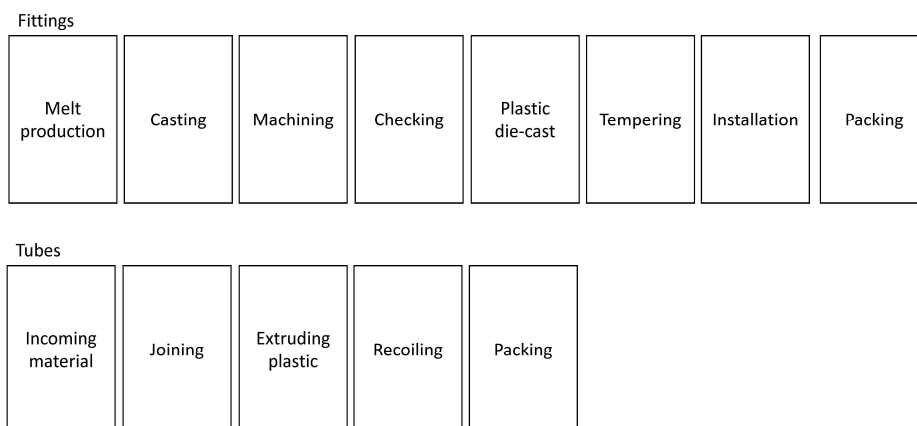 Fittings
Melt
production
Casting
Machining
Checking
Plastic
die-cast
Tempering
Installation
Packing
Tubes
Incoming
material
Joining
Extruding
plastic
Recoiling
Packing